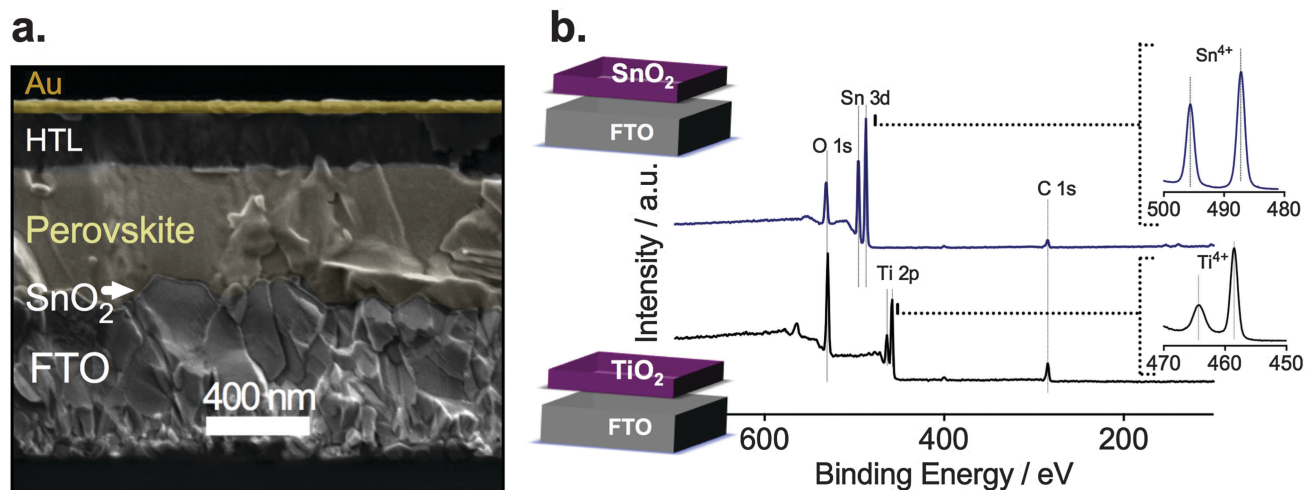 a.
Au
HTL
Perovskite
SnO₂
FTO
400 nm
b.
SnO₂
FTO
TiO₂
FTO
Intensity / a.u.
O 1s
Sn 3d
Ti 2p
C 1s
Sn⁴⁺
500 490 480
Ti⁴⁺
470 460 450
600 400 200
Binding Energy / eV